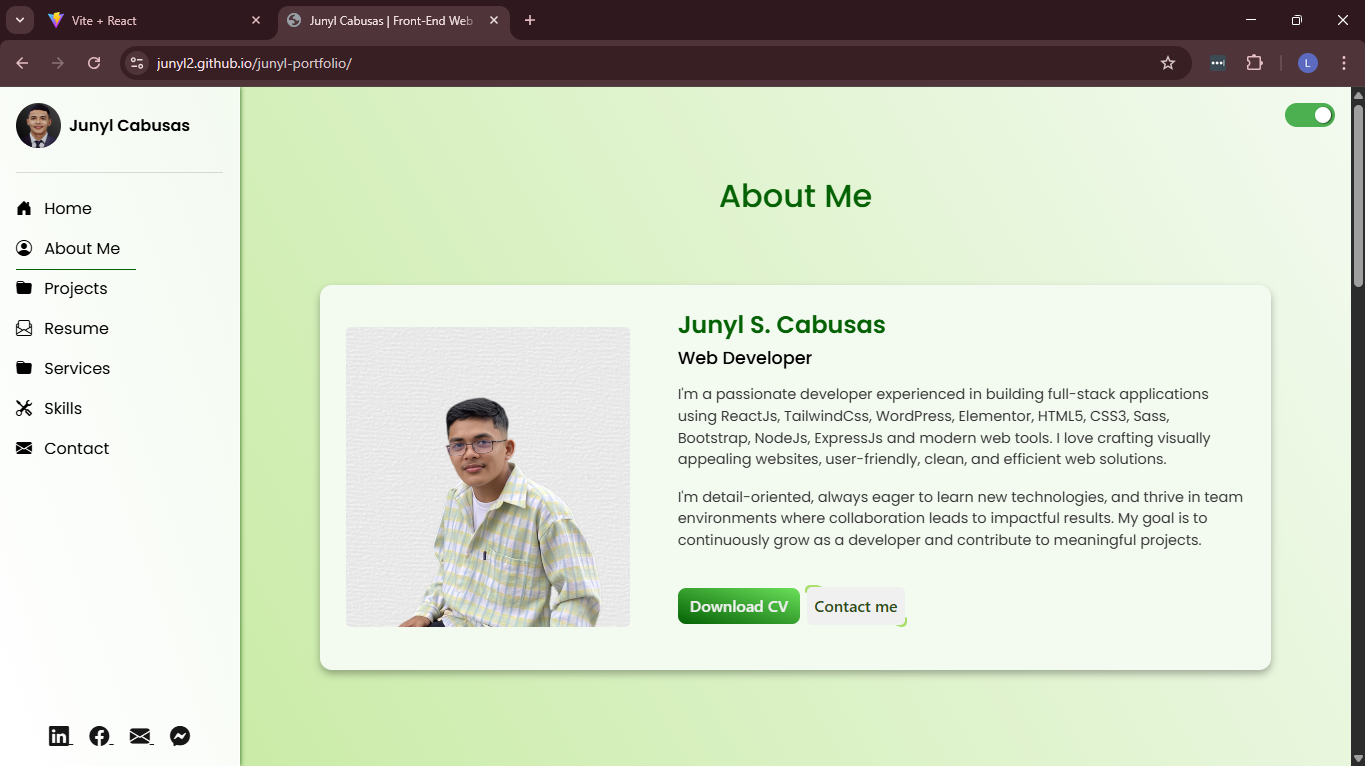 Vite + React
Junyl Cabusas | Front-End Web
junyl2.github.io/junyl-portfolio/
L
Junyl Cabusas
Home
About Me
Projects
Resume
Services
Skills
Contact
About Me
Junyl S. Cabusas
Web Developer
I'm a passionate developer experienced in building full-stack applications
using ReactJs, TailwindCss, WordPress, Elementor, HTML5, CSS3, Sass,
Bootstrap, NodeJs, ExpressJs and modern web tools. I love crafting visually
appealing websites, user-friendly, clean, and efficient web solutions.
I'm detail-oriented, always eager to learn new technologies, and thrive in team
environments where collaboration leads to impactful results. My goal is to
continuously grow as a developer and contribute to meaningful projects.
Download CV
Contact me